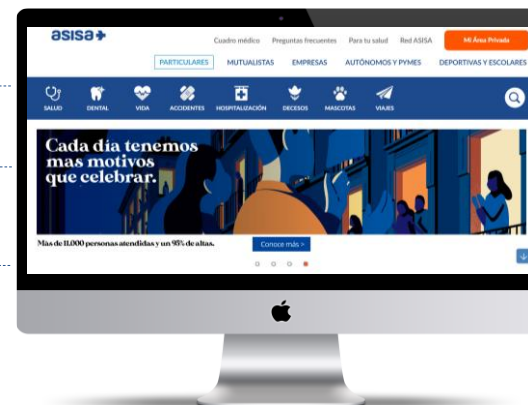 asisa+
Cuadro médico Preguntas frecuentes Para tu salud Red ASISA Mi Área Privada
PARTICULARES MUTUALISTAS EMPRESAS AUTÓNOMOS Y PYMES DEPORTIVAS Y ESCOLARES
SALUD DENTAL VIDA ACCIDENTES HOSPITALIZACIÓN DECESOS MASCOTAS VIAJES
Cada día tenemos
mas motivos
que celebrar.
Más de 11.000 personas atendidas y un 95% de altas.
Conoce más >